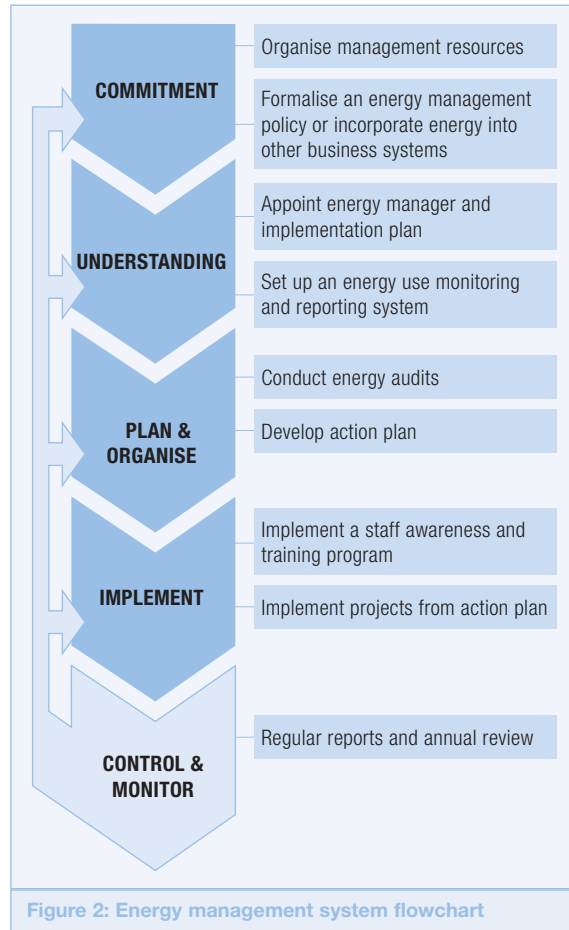 COMMITMENT
Organise management resources
Formalise an energy management
policy or incorporate energy into
other business systems
UNDERSTANDING
Appoint energy manager and
implementation plan
Set up an energy use monitoring
and reporting system
PLAN &
ORGANISE
Conduct energy audits
Develop action plan
IMPLEMENT
Implement a staff awareness and
training program
Implement projects from action plan
CONTROL &
MONITOR
Regular reports and annual review
Figure 2: Energy management system flowchart